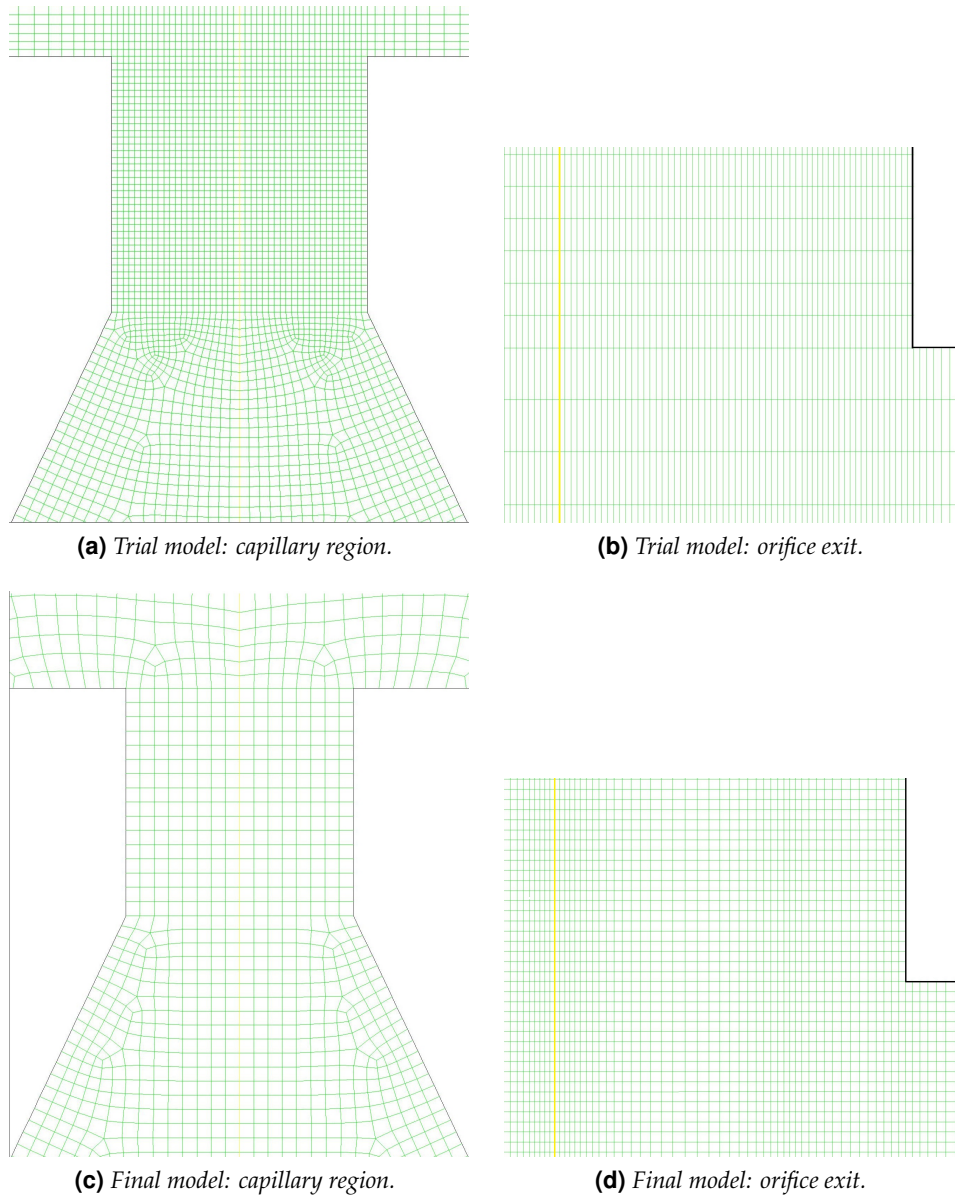 (a) Trial model: capillary region.
(b) Trial model: orifice exit.
(c) Final model: capillary region.
(d) Final model: orifice exit.